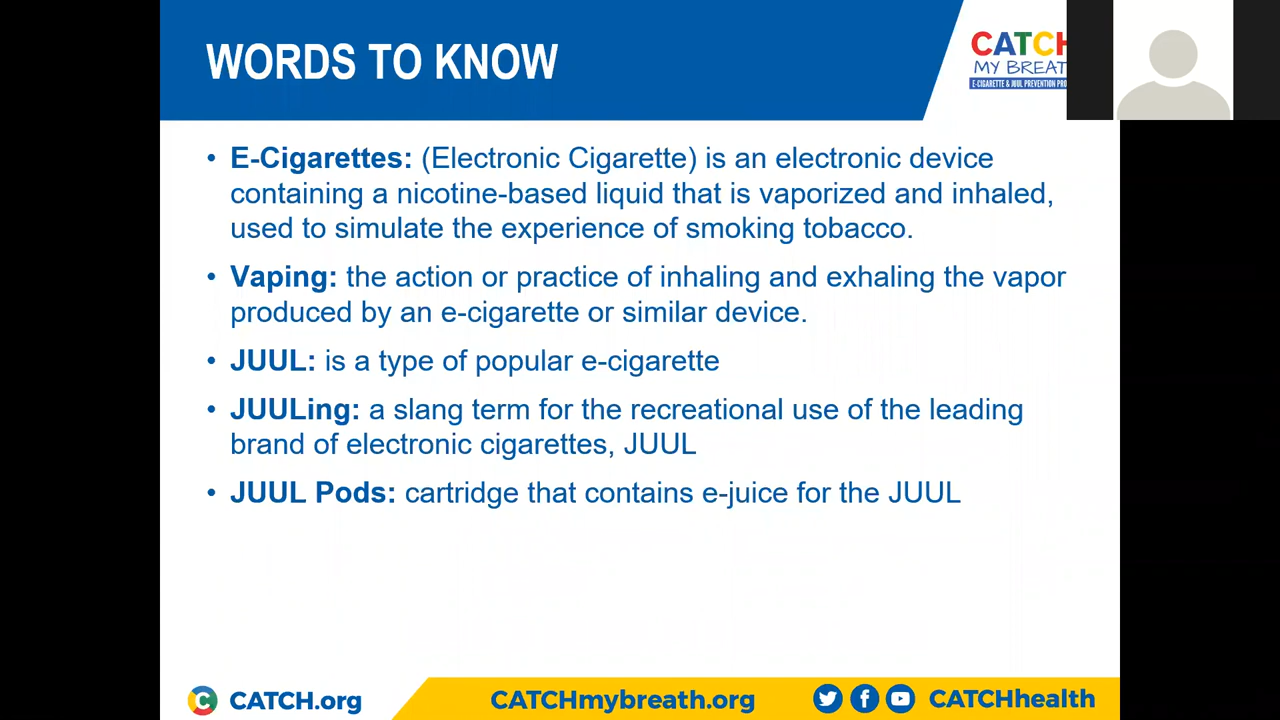 WORDS TO KNOW
CATCH
MY BREAT
E-CIGARETTE & JUUL PREVENTION PRO
• E-Cigarettes: (Electronic Cigarette) is an electronic device
containing a nicotine-based liquid that is vaporized and inhaled,
used to simulate the experience of smoking tobacco.
• Vaping: the action or practice of inhaling and exhaling the vapor
produced by an e-cigarette or similar device.
• JUUL: is a type of popular e-cigarette
• JUULing: a slang term for the recreational use of the leading
brand of electronic cigarettes, JUUL
• JUUL Pods: cartridge that contains e-juice for the JUUL
CATCH.org
CATCHmybreath.org
CATCHhealth